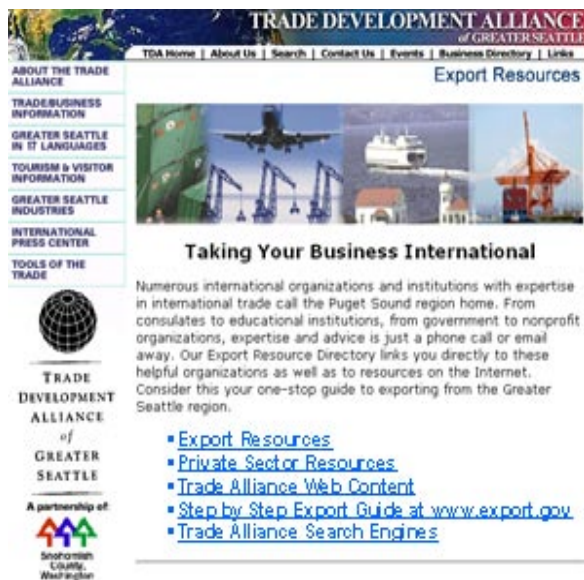 TRADE DEVELOPMENT ALLIANCE
of GREATER SEATTLE
TDA Home | About Us | Search | Contact Us | Events | Business Directory | Links
ABOUT THE TRADE
ALLIANCE
TRADE/BUSINESS
INFORMATION
GREATER SEATTLE
IN 17 LANGUAGES
TOURISM & VISITOR
INFORMATION
GREATER SEATTLE
INDUSTRIES
INTERNATIONAL
PRESS CENTER
TOOLS OF THE
TRADE
TRADE
DEVELOPMENT
ALLIANCE
of
GREATER
SEATTLE
A partnership of:
Snohomish
County,
Washington
Export Resources
Taking Your Business International
Numerous international organizations and institutions with expertise
in international trade call the Puget Sound region home. From
consulates to educational institutions, from government to nonprofit
organizations, expertise and advice is just a phone call or email
away. Our Export Resource Directory links you directly to these
helpful organizations as well as to resources on the Internet.
Consider this your one-stop guide to exporting from the Greater
Seattle region.
Export Resources
Private Sector Resources
Trade Alliance Web Content
Step by Step Export Guide at www.export.gov
Trade Alliance Search Engines